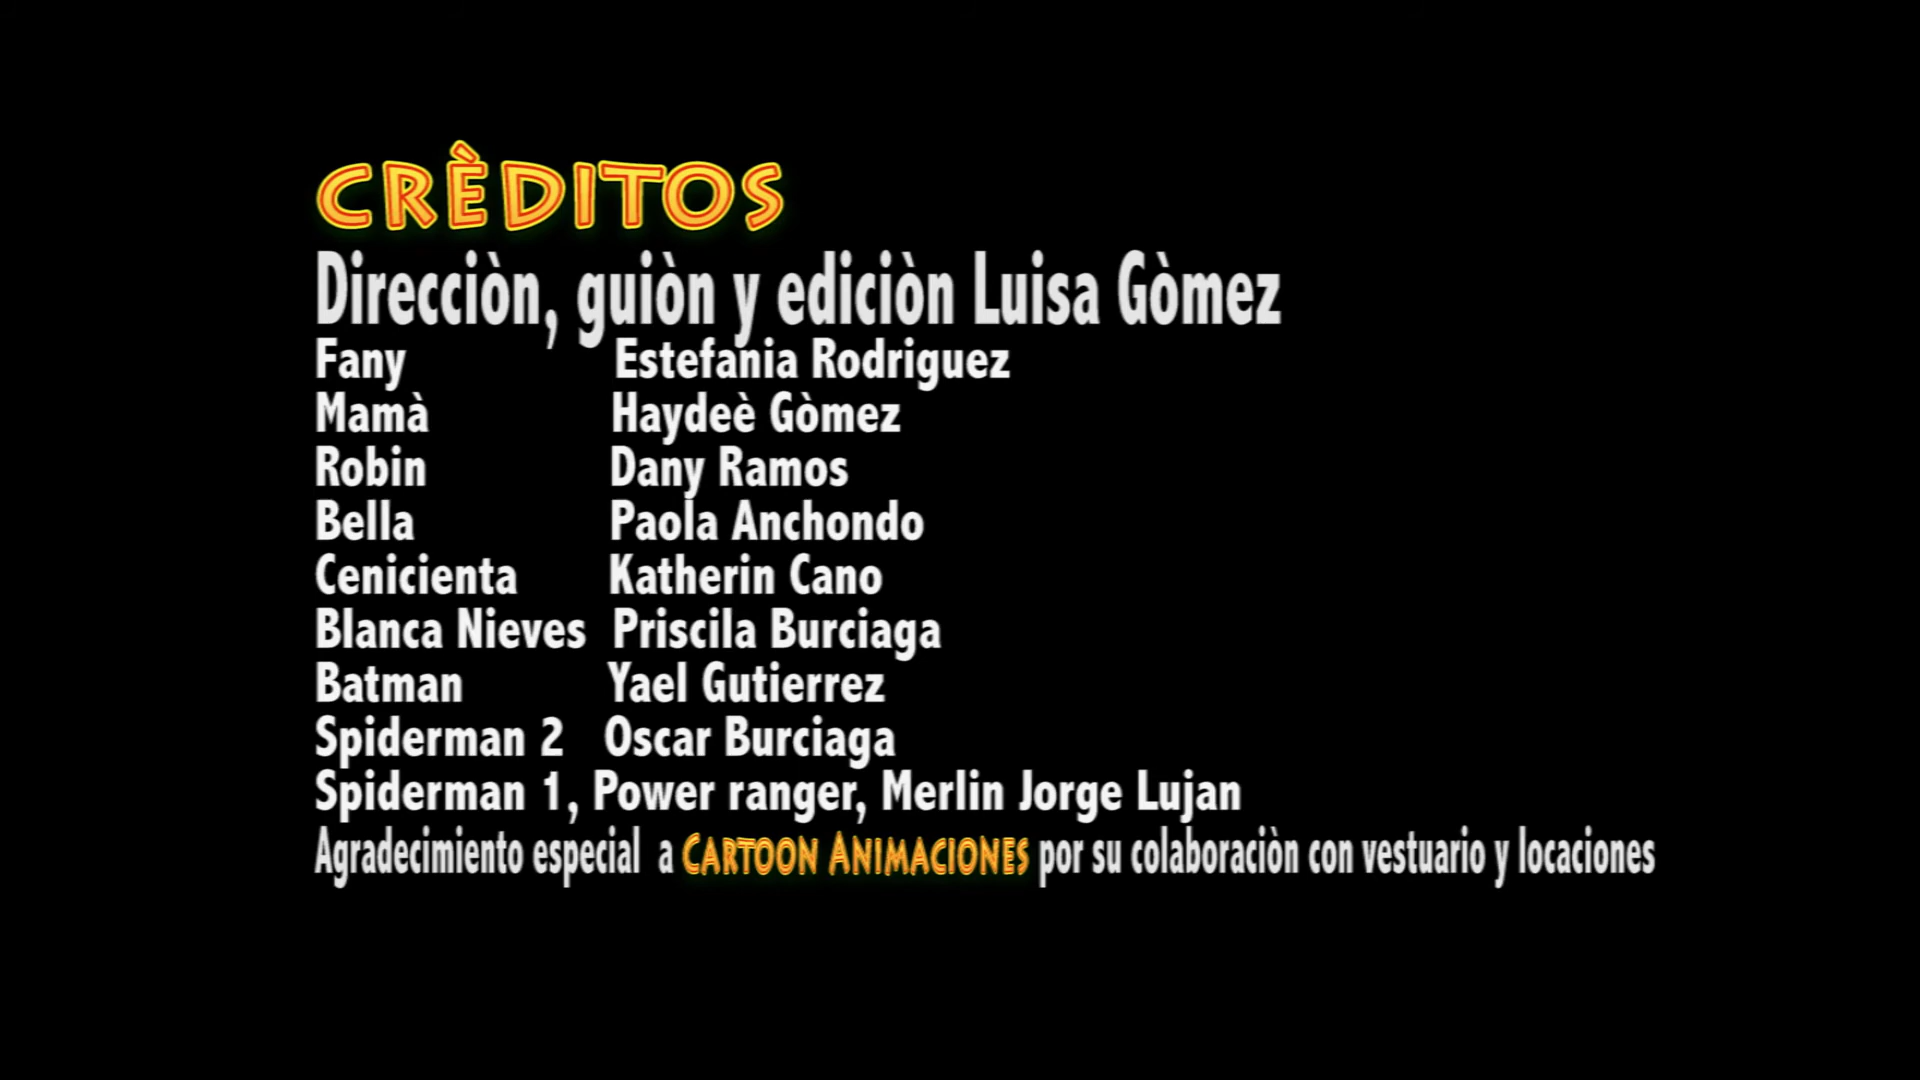 CRÈDITOS
Direcciòn, guiòn y ediciòn Luisa Gòmez
Fany Estefania Rodriguez
Mamà Haydeè Gòmez
Robin Dany Ramos
Bella Paola Anchondo
Cenicienta Katherin Cano
Blanca Nieves Priscila Burciaga
Batman Yael Gutierrez
Spiderman 2 Oscar Burciaga
Spiderman 1, Power ranger, Merlin Jorge Lujan
Agradecimiento especial a CARTOON ANIMACIONES por su colaboraciòn con vestuario y locaciones